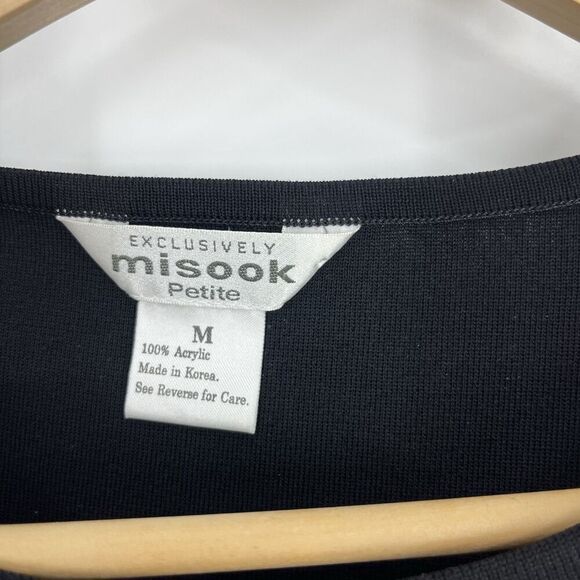 EXCLUSIVELY
misook
Petite
M
100% Acrylic
Made in Korea.
See Reverse for Care.